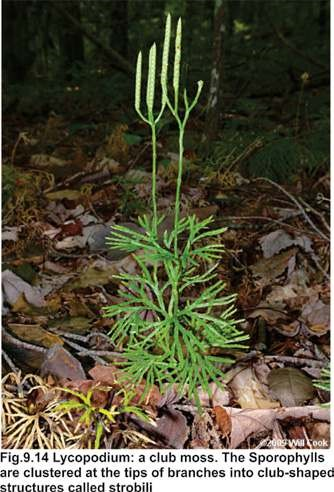 ©2009 Will Cook
Fig.9.14 Lycopodium: a club moss. The Sporophylls
are clustered at the tips of branches into club-shaped
structures called strobili